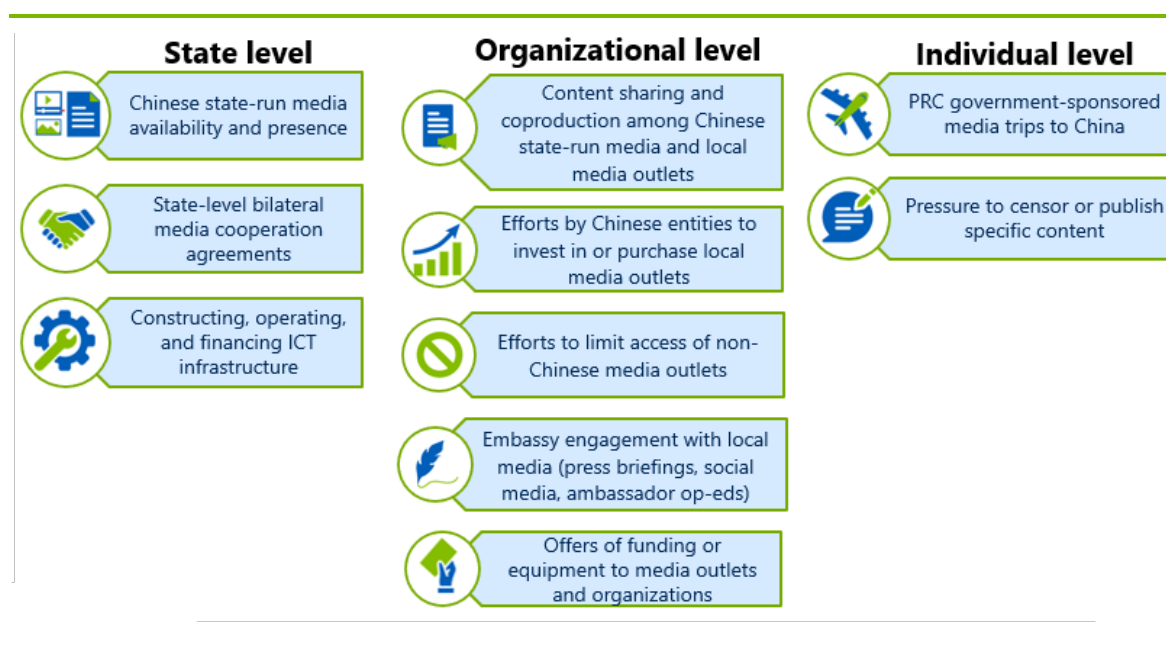 State level
Chinese state-run media
availability and presence
State-level bilateral
media cooperation
agreements
Constructing, operating,
and financing ICT
infrastructure
Organizational level
Content sharing and
coproduction among Chinese
state-run media and local
media outlets
Efforts by Chinese entities to
invest in or purchase local
media outlets
Efforts to limit access of non-
Chinese media outlets
Embassy engagement with local
media (press briefings, social
media, ambassador op-eds)
Offers of funding or
equipment to media outlets
and organizations
Individual level
PRC government-sponsored
media trips to China
Pressure to censor or publish
specific content